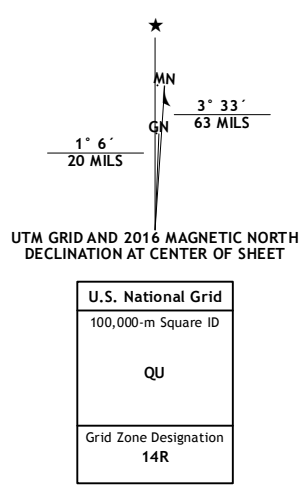 ★
MN
3° 33´
63 MILS
GN
1° 6´
20 MILS
UTM GRID AND 2016 MAGNETIC NORTH
DECLINATION AT CENTER OF SHEET
U.S. National Grid
100,000-m Square ID
QU
Grid Zone Designation
14R